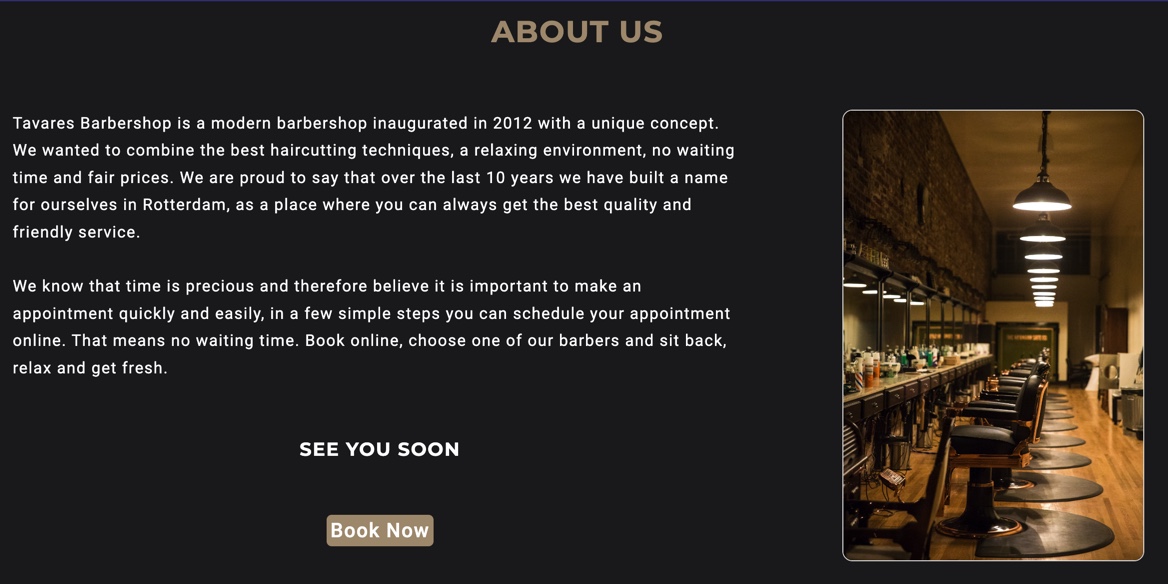 ABOUT US
Tavares Barbershop is a modern barbershop inaugurated in 2012 with a unique concept.
We wanted to combine the best haircutting techniques, a relaxing environment, no waiting
time and fair prices. We are proud to say that over the last 10 years we have built a name
for ourselves in Rotterdam, as a place where you can always get the best quality and
friendly service.
We know that time is precious and therefore believe it is important to make an
appointment quickly and easily, in a few simple steps you can schedule your appointment
online. That means no waiting time. Book online, choose one of our barbers and sit back,
relax and get fresh.
SEE YOU SOON
Book Now